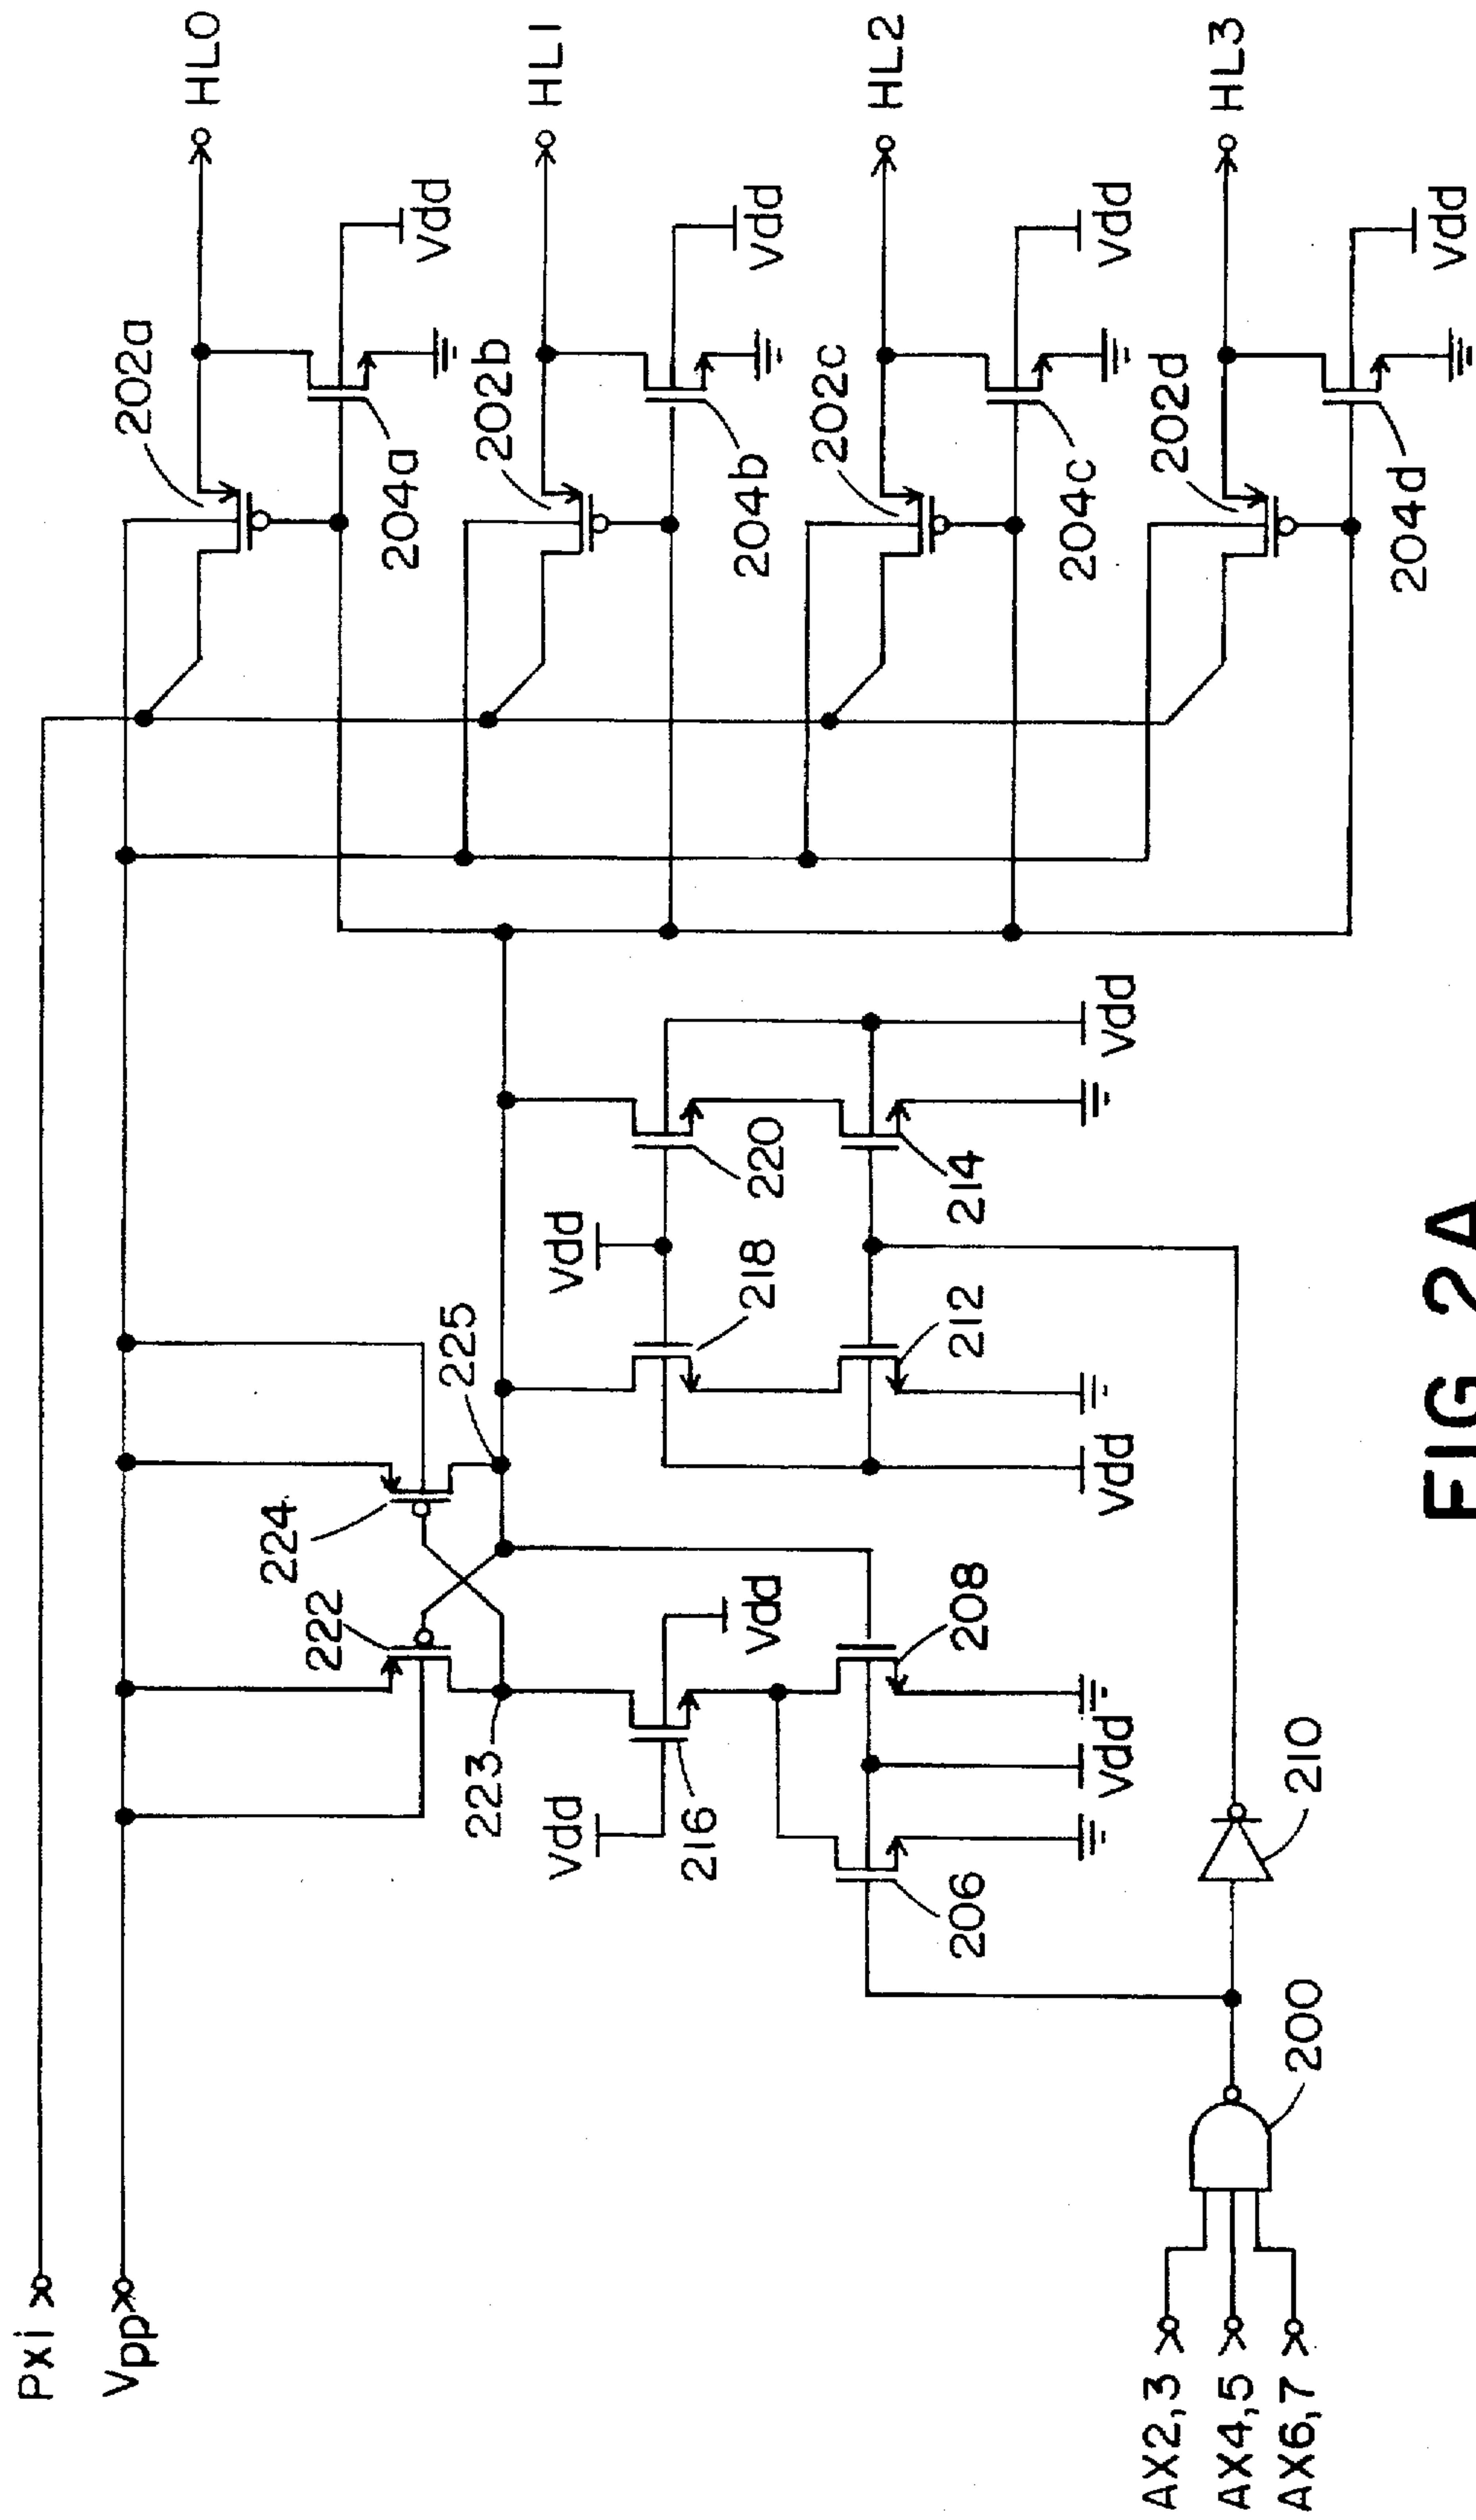 Pxi
Vpp
202a
HL0
204a
Vdd
202b
HL1
204b
Vdd
202c
HL2
204c
Vdd
202d
HL3
204d
Vdd
222
224
223
225
Vdd
216
Vdd
Vdd
218
220
206
208
212
214
Vdd
Vdd
Vdd
AX2,3
AX4,5
AX6,7
200
210
FIG 2A